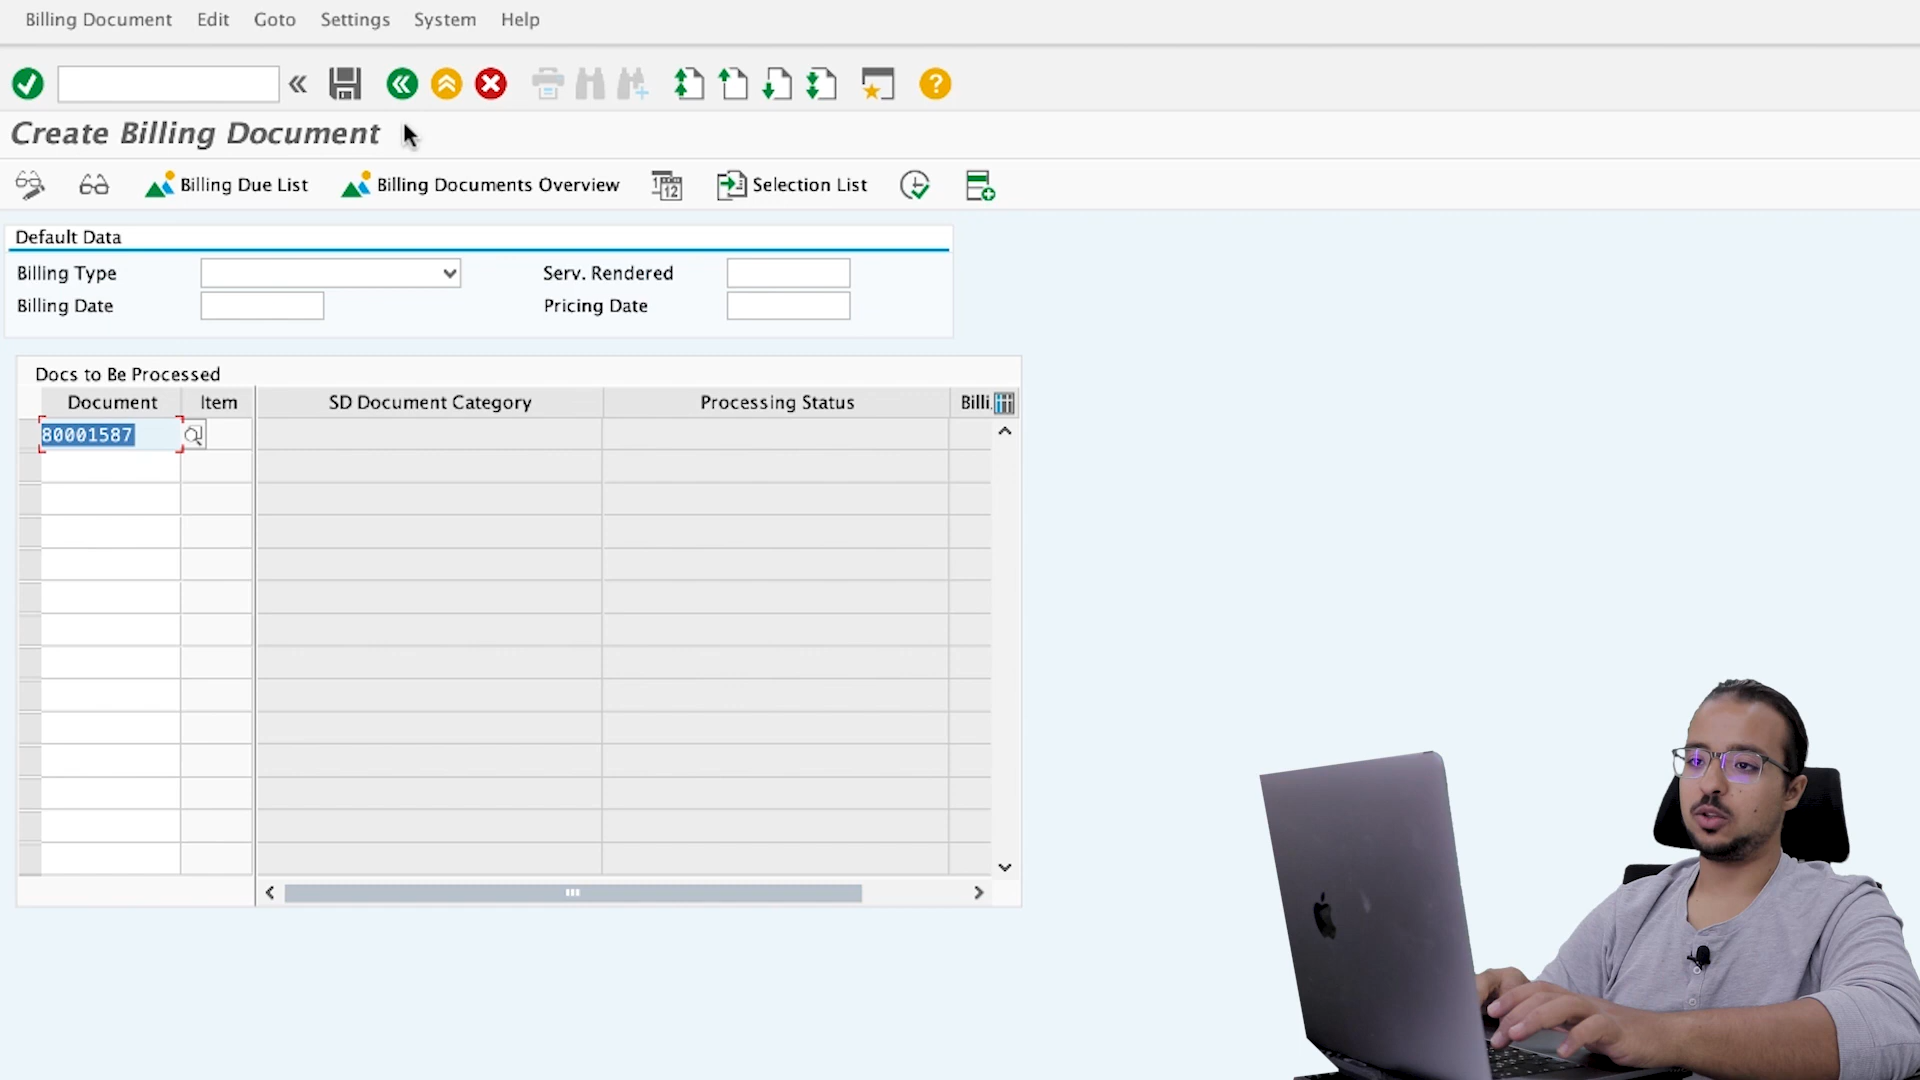 Billing Document Edit Goto Settings System Help
Create Billing Document
Billing Due List Billing Documents Overview 12 Selection List
Default Data
Billing Type Serv. Rendered
Billing Date Pricing Date
Docs to Be Processed
Document Item SD Document Category Processing Status Billi
80001587